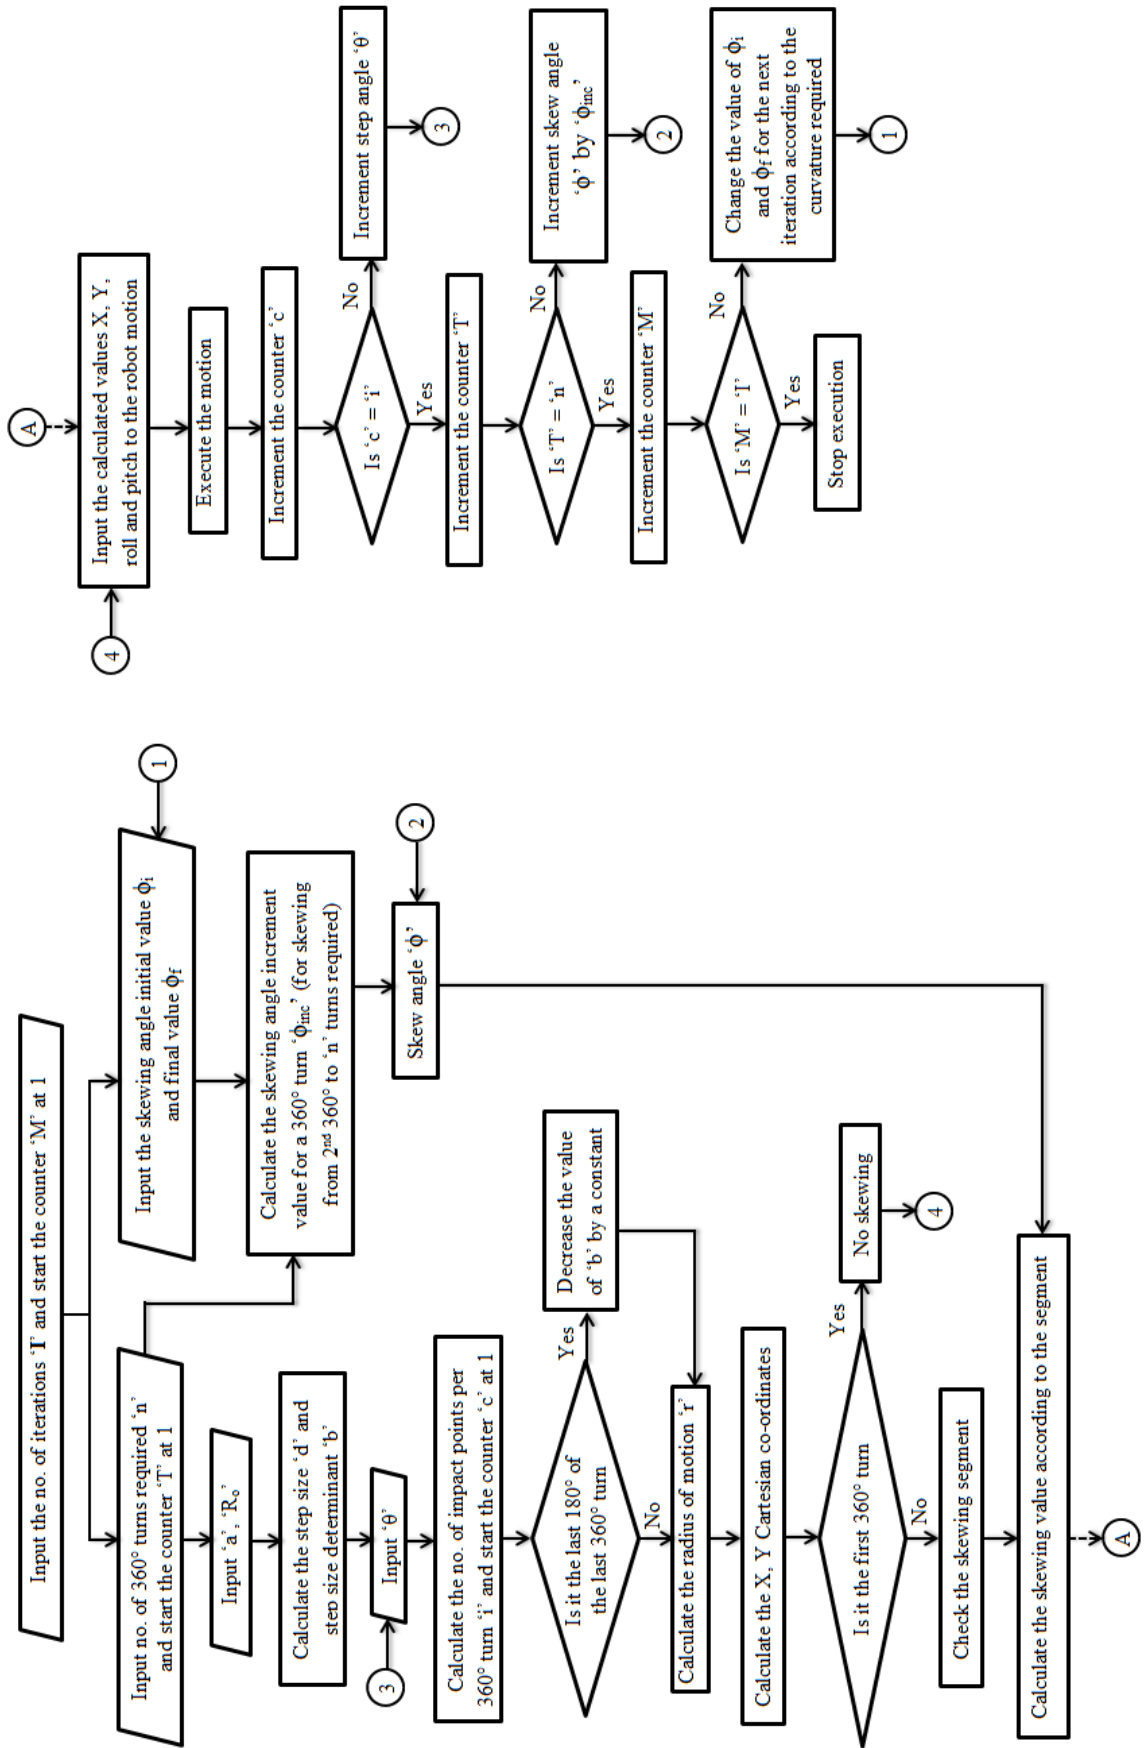 Input the no. of iterations ‘I’ and start the counter ‘M’ at 1
Input no. of 360° turns required ‘n’
and start the counter ‘T’ at 1
Input the skewing angle initial value ϕi
and final value ϕf
1
Input ‘a’, ‘Ro’
Calculate the skewing angle increment
value for a 360° turn ‘ϕinc’ (for skewing
from 2nd 360° to ‘n’ turns required)
Calculate the step size ‘d’ and
step size determinant ‘b’
Skew angle ‘ϕ’
2
3
Input ‘θ’
Calculate the no. of impact points per
360° turn ‘i’ and start the counter ‘c’ at 1
Is it the last 180° of
the last 360° turn
Yes
Decrease the value
of ‘b’ by a constant
No
Calculate the radius of motion ‘r’
Calculate the X, Y Cartesian co-ordinates
Is it the first 360° turn
Yes
No skewing
4
No
Check the skewing segment
Calculate the skewing value according to the segment
A
A
4
Input the calculated values X, Y,
roll and pitch to the robot motion
Execute the motion
Increment the counter ‘c’
Is ‘c’ = ‘i’
No
Increment step angle ‘θ’
3
Yes
Increment the counter ‘T’
Is ‘T’ = ‘n’
No
Increment skew angle
‘ϕ’ by ‘ϕinc’
2
Yes
Increment the counter ‘M’
Is ‘M’ = ‘I’
No
Change the value of ϕi
and ϕf for the next
iteration according to the
curvature required
1
Yes
Stop execution